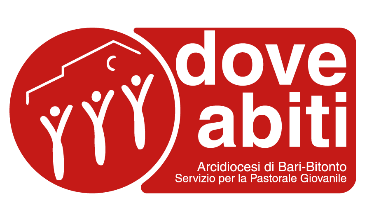 dove
abiti
Arcidiocesi di Bari-Bitonto
Servizio per la Pastorale Giovanile